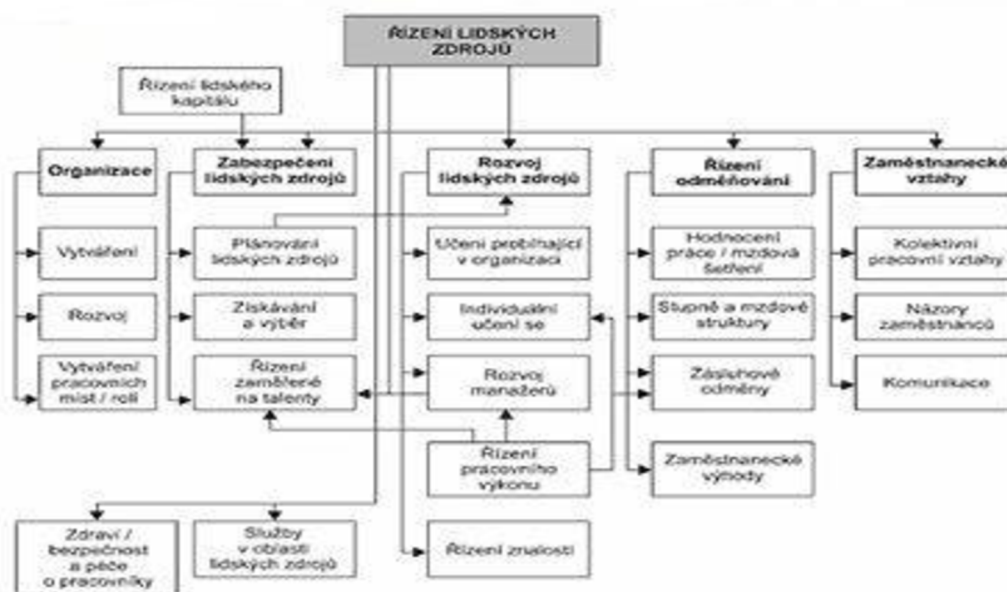 ŘÍZENÍ LIDSKÝCH
ZDROJŮ
Řízení lidského
kapitálu
Organizace
Zabezpečení
lidských zdrojů
Rozvoj
lidských zdrojů
Řízení
odměňování
Zaměstnanecké
vztahy
Vytváření
Plánování
lidských zdrojů
Učení probíhající
v organizaci
Hodnocení
práce / mzdová
šetření
Kolektivní
pracovní vztahy
Rozvoj
Získávání
a výběr
Individuální
učení se
Stupně a mzdové
struktury
Názory
zaměstnanců
Vytváření
pracovních
míst / rolí
Řízení
zaměřené
na talenty
Rozvoj
manažerů
Zásluhové
odměny
Komunikace
Řízení
pracovního
výkonu
Zaměstnanecké
výhody
Zdraví /
bezpečnost
a péče
o pracovníky
Služby
v oblasti
lidských zdrojů
Řízení znalostí